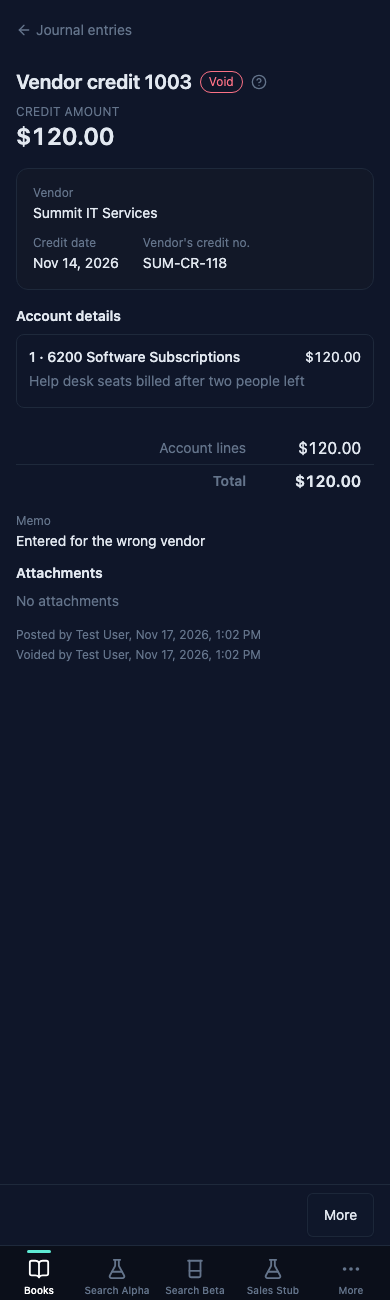 Journal entries
Vendor credit 1003 Void
CREDIT AMOUNT
$120.00
Vendor
Summit IT Services
Credit date Vendor's credit no.
Nov 14, 2026 SUM-CR-118
Account details
1 · 6200 Software Subscriptions $120.00
Help desk seats billed after two people left
Account lines $120.00
Total $120.00
Memo
Entered for the wrong vendor
Attachments
No attachments
Posted by Test User, Nov 17, 2026, 1:02 PM
Voided by Test User, Nov 17, 2026, 1:02 PM
More
Books Search Alpha Search Beta Sales Stub More